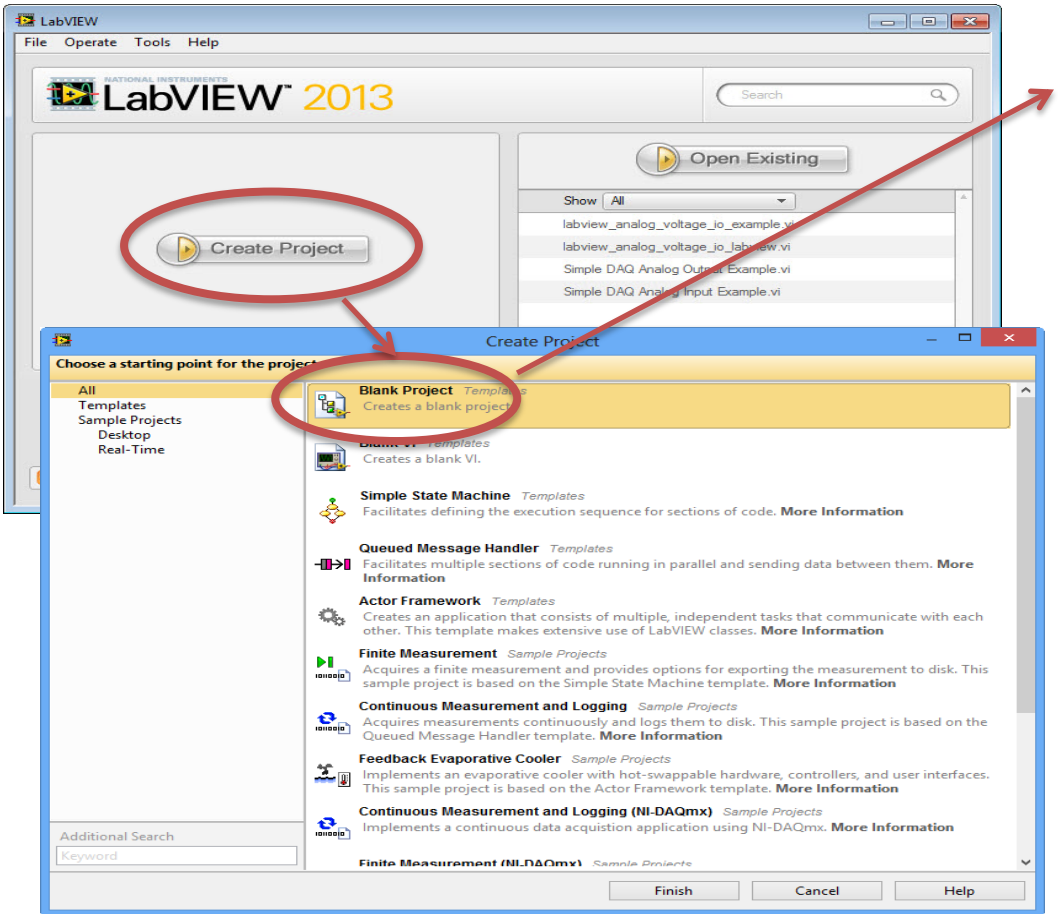 LabVIEW
File Operate Tools Help
NATIONAL INSTRUMENTS
LabVIEW™ 2013
Search
Create Project
Open Existing
Show All
labview_analog_voltage_io_example.vi
labview_analog_voltage_io_labview.vi
Simple DAQ Analog Output Example.vi
Simple DAQ Analog Input Example.vi
Create Project
Choose a starting point for the project
All
Templates
Sample Projects
Desktop
Real-Time
Additional Search
Keyword
Blank Project Templates
Creates a blank project
Blank VI Templates
Creates a blank VI.
Simple State Machine Templates
Facilitates defining the execution sequence for sections of code. More Information
Queued Message Handler Templates
Facilitates multiple sections of code running in parallel and sending data between them. More
Information
Actor Framework Templates
Creates an application that consists of multiple, independent tasks that communicate with each
other. This template makes extensive use of LabVIEW classes. More Information
Finite Measurement Sample Projects
Acquires a finite measurement and provides options for exporting the measurement to disk. This
sample project is based on the Simple State Machine template. More Information
Continuous Measurement and Logging Sample Projects
Acquires measurements continuously and logs them to disk. This sample project is based on the
Queued Message Handler template. More Information
Feedback Evaporative Cooler Sample Projects
Implements an evaporative cooler with hot-swappable hardware, controllers, and user interfaces.
This sample project is based on the Actor Framework template. More Information
Continuous Measurement and Logging (NI-DAQmx) Sample Projects
Implements a continuous data acquistion application using NI-DAQmx. More Information
Finite Measurement (NI-DAQmx) Sample Projects
Finish Cancel Help